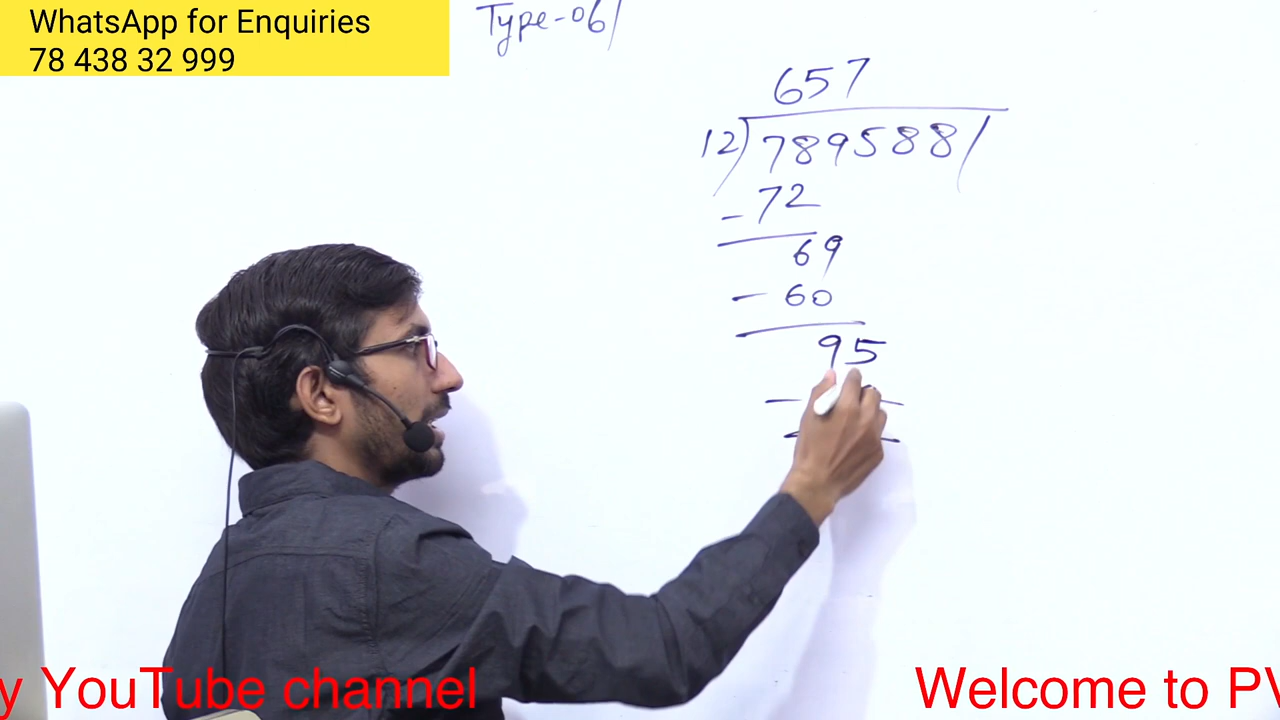 WhatsApp for Enquiries
78 438 32 999
Type-06/
657
12)789588/
- 72
69
- 60
95
y YouTube channel
Welcome to PV